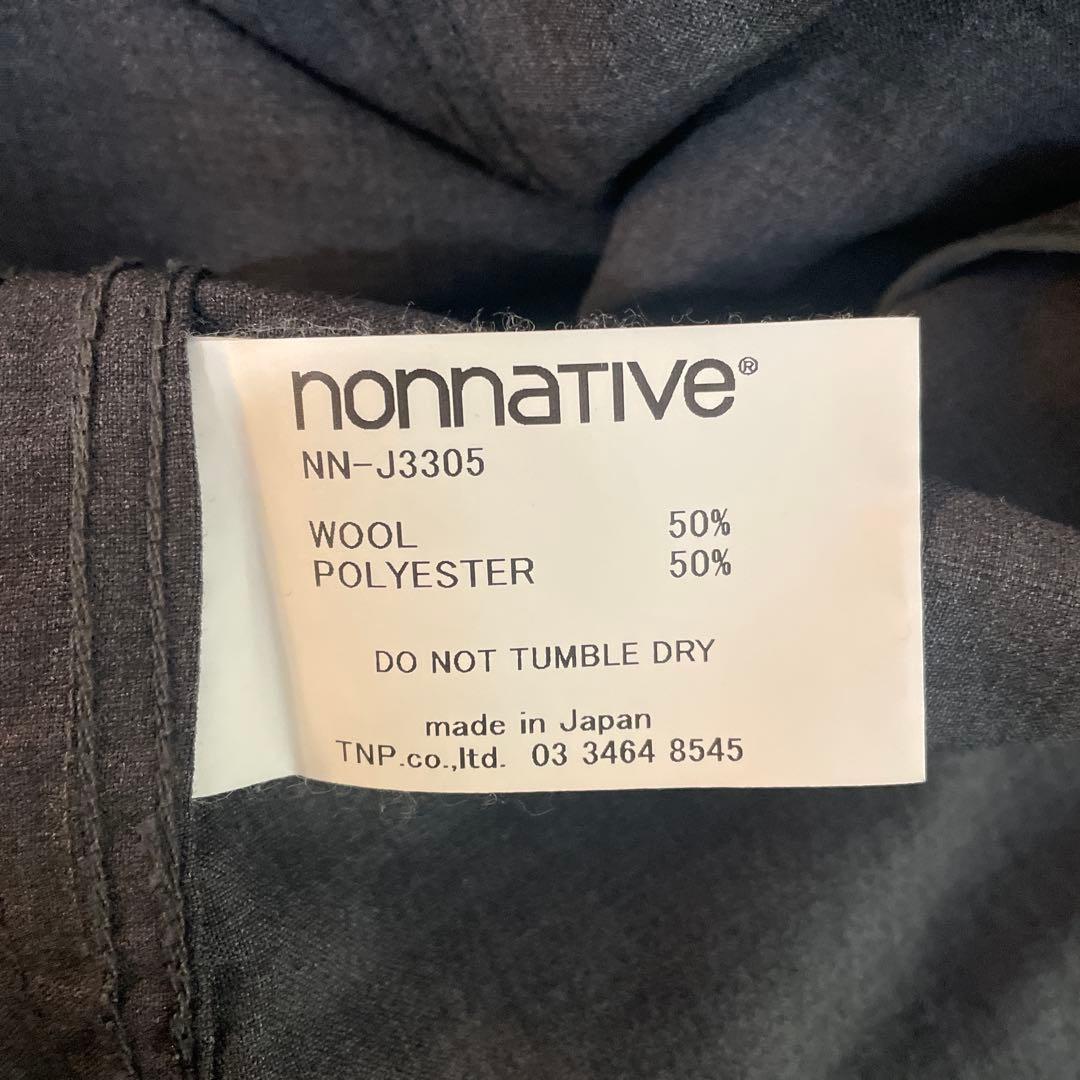 nonnaTIVe®
NN-J3305
WOOL 50%
POLYESTER 50%
DO NOT TUMBLE DRY
made in Japan
TNP.co.,ltd. 03 3464 8545